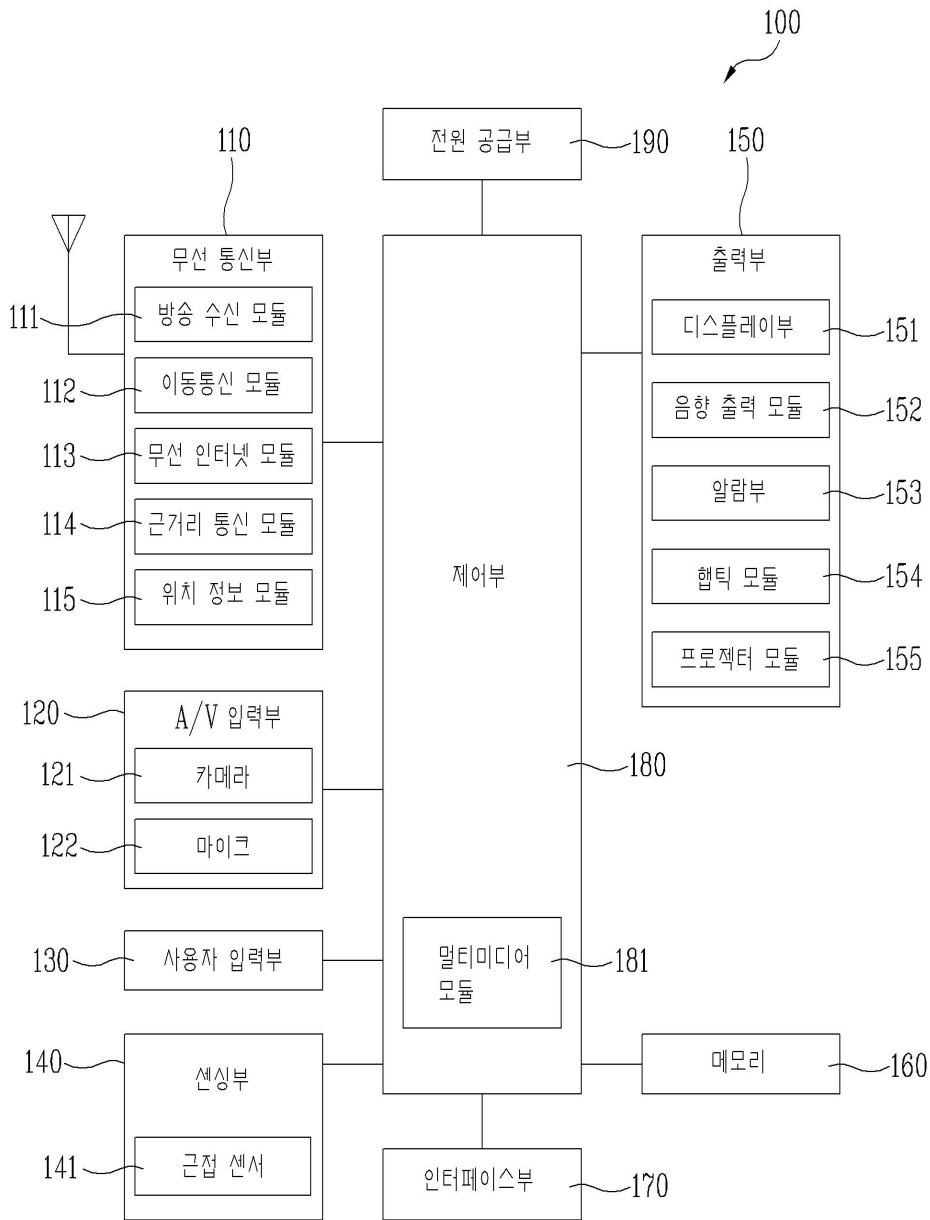 100
전원 공급부
190
110
무선 통신부
방송 수신 모듈
111
이동통신 모듈
112
무선 인터넷 모듈
113
근거리 통신 모듈
114
위치 정보 모듈
115
120
A/V 입력부
카메라
121
마이크
122
130
사용자 입력부
140
센싱부
141
근접 센서
제어부
180
멀티미디어
모듈
181
150
출력부
디스플레이부
151
음향 출력 모듈
152
알람부
153
햅틱 모듈
154
프로젝터 모듈
155
메모리
160
인터페이스부
170